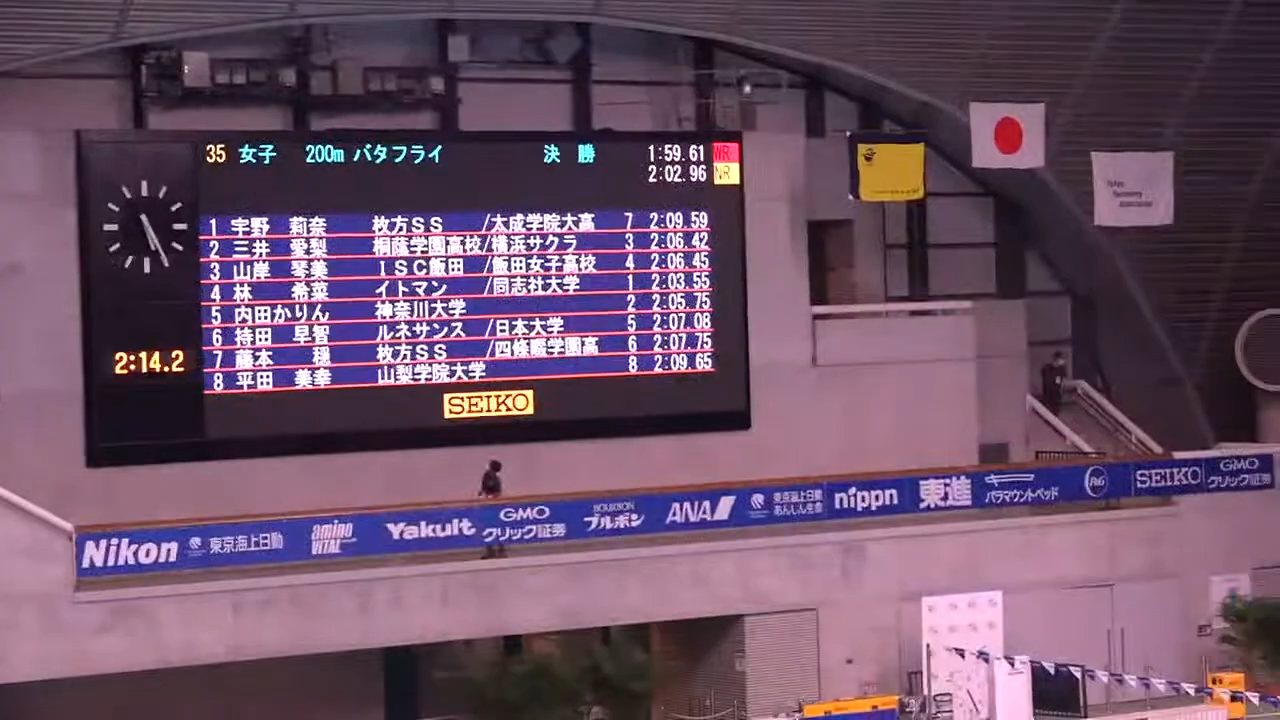 35 女子 200m バタフライ 決 勝 1:59.61 WR
2:02.96 NR
1 宇野 莉奈 枚方SS /太成学院大高 7 2:09.59
2 三井 愛梨 桐蔭学園高校/横浜サクラ 3 2:06.42
3 山岸 琴美 ISC飯田 /飯田女子高校 4 2:06.45
4 林 希菜 イトマン /同志社大学 1 2:03.55
5 内田かりん 神奈川大学 2 2:05.75
6 持田 早智 ルネサンス /日本大学 5 2:07.08
7 藤本 穏 枚方SS /四條畷学園高 6 2:07.75
8 平田 美幸 山梨学院大学 8 2:09.65
2:14.2
SEIKO
Nikon 東京海上日動 amino VITAL Yakult GMOクリック証券 BOURBON ブルボン ANA 東京海上日動あんしん生命 nippn 東進 パラマウントベッド P&G SEIKO GMOクリック証券